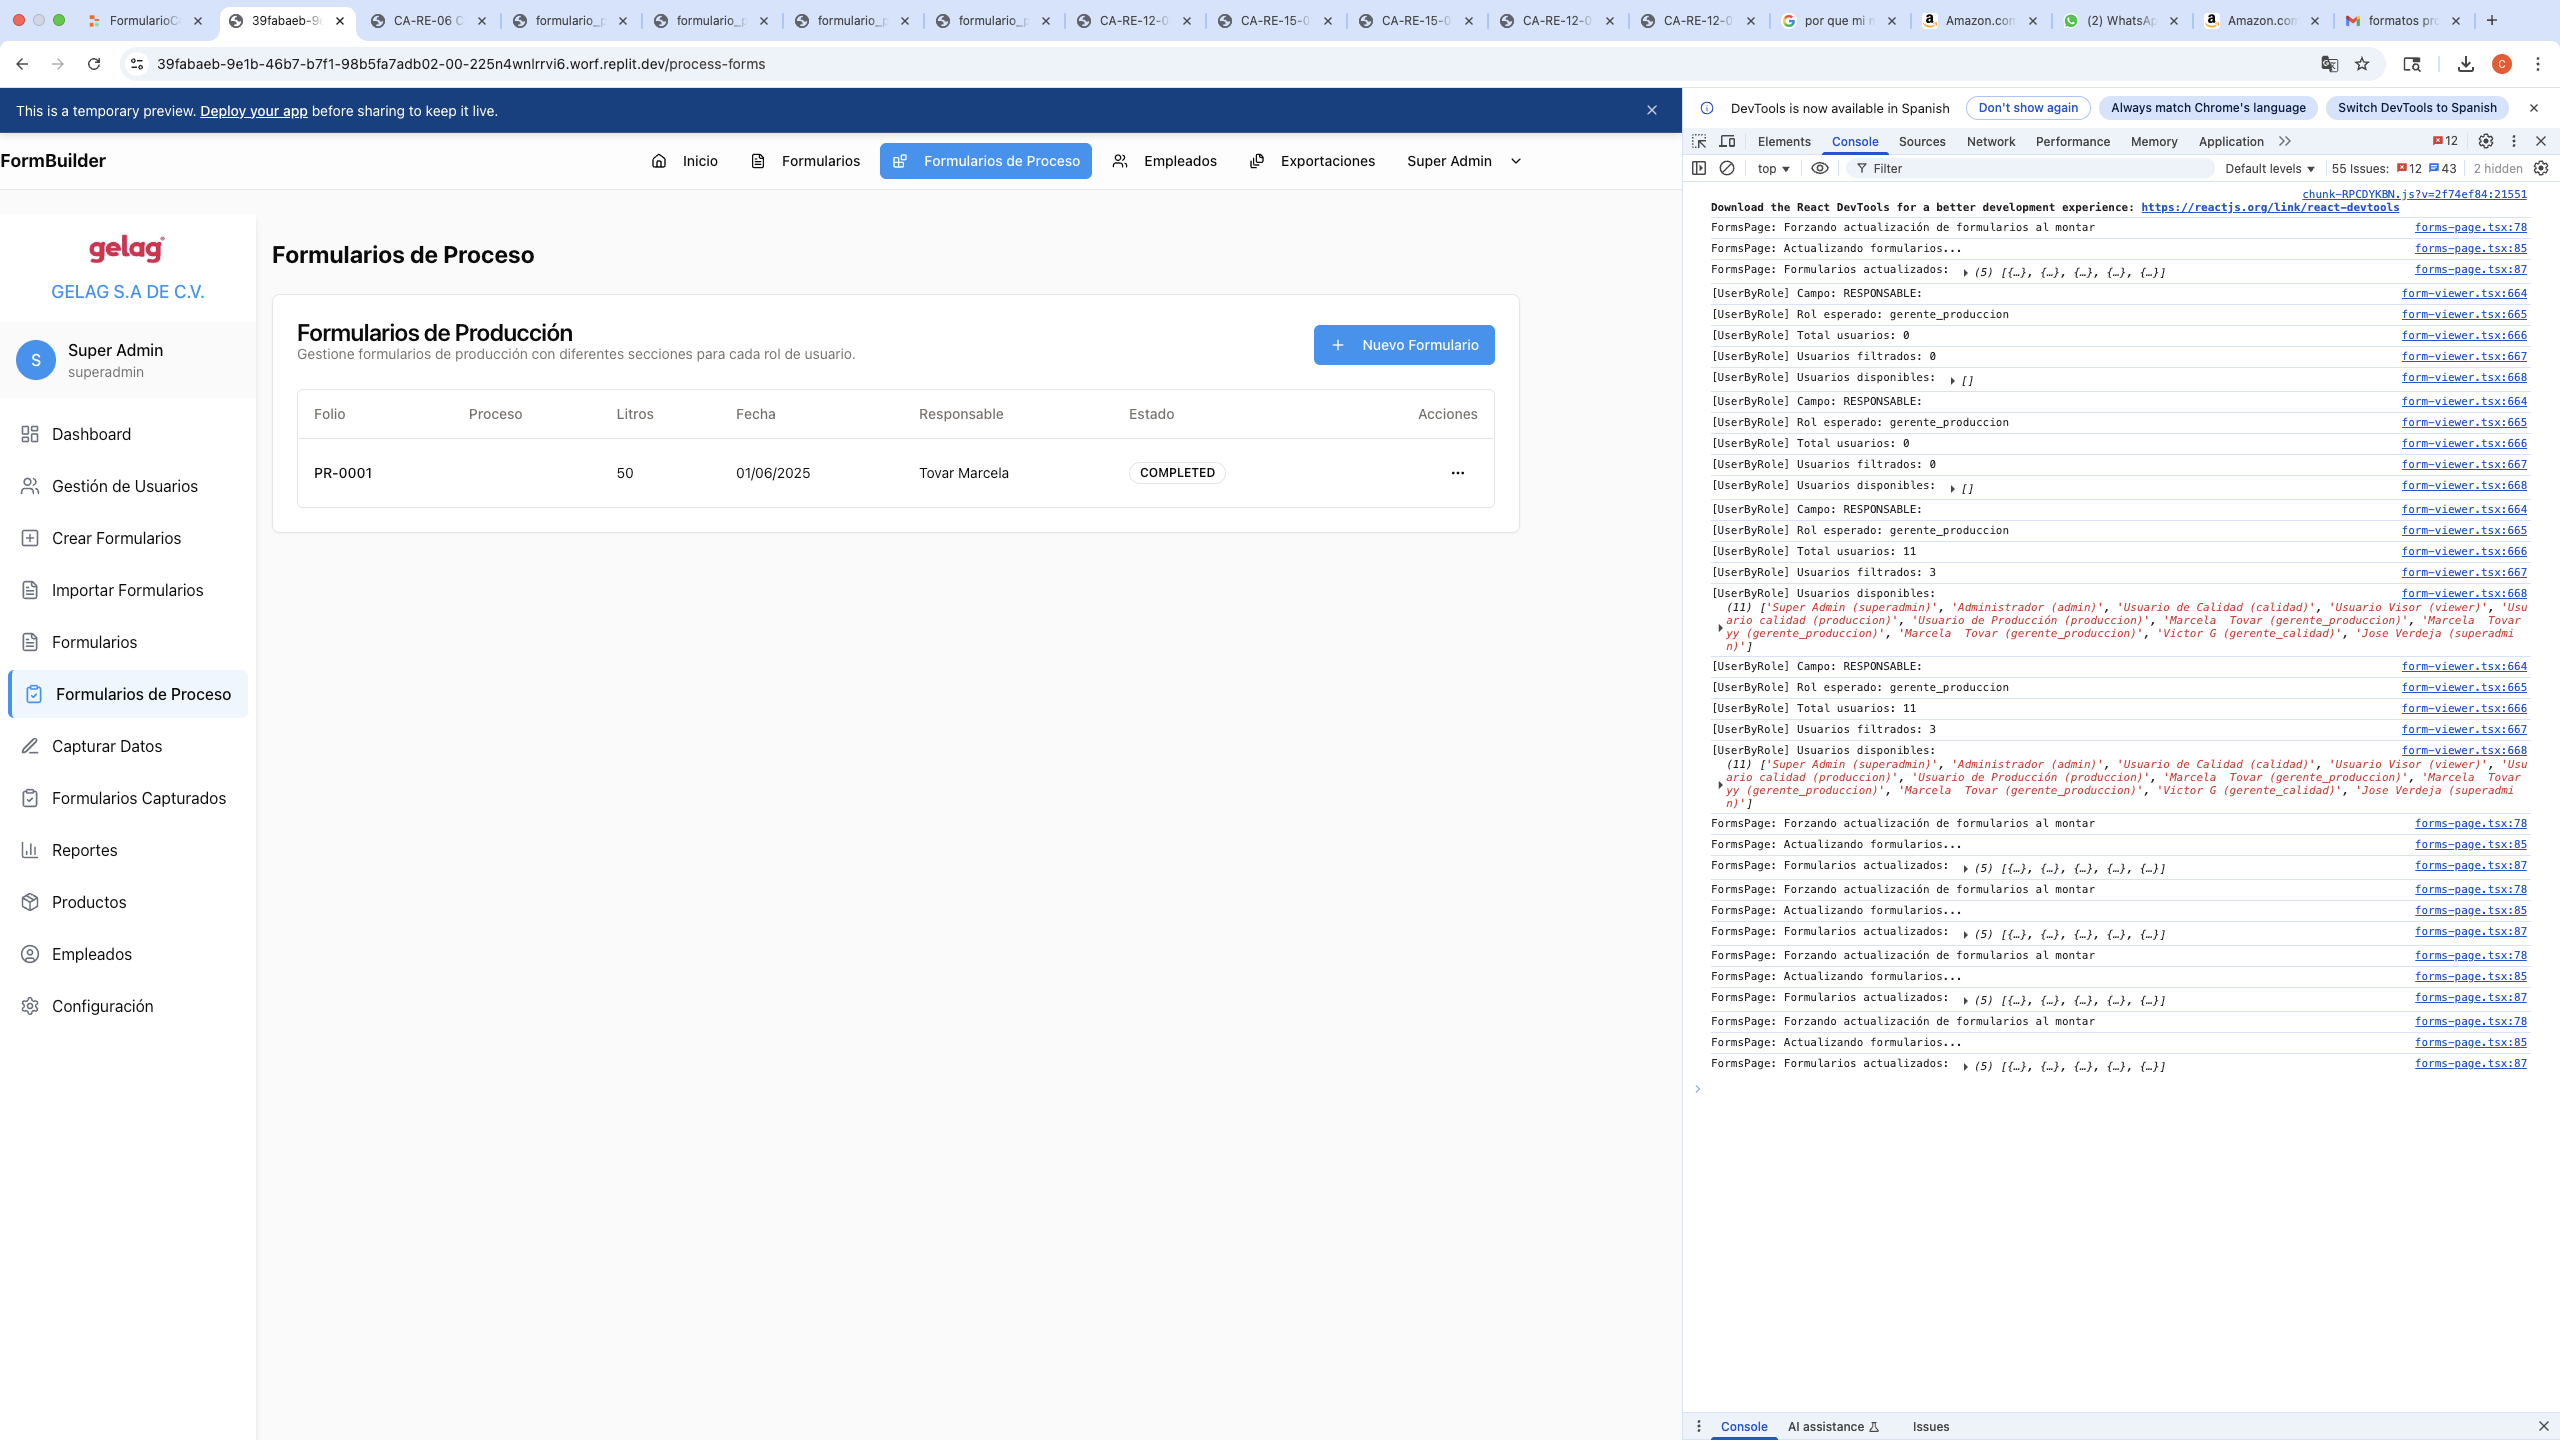 FormularioC
39fabaeb-9e
CA-RE-06 C
formulario_p
formulario_p
formulario_p
formulario_p
CA-RE-12-0
CA-RE-15-0
CA-RE-15-0
CA-RE-12-0
CA-RE-12-0
por que mi n
Amazon.com
(2) WhatsAp
Amazon.com
formatos pro
39fabaeb-9e1b-46b7-b7f1-98b5fa7adb02-00-225n4wnlrrvi6.worf.replit.dev/process-forms
C
This is a temporary preview. Deploy your app before sharing to keep it live.
FormBuilder
Inicio
Formularios
Formularios de Proceso
Empleados
Exportaciones
Super Admin
gelag
GELAG S.A DE C.V.
S
Super Admin
superadmin
Dashboard
Gestión de Usuarios
Crear Formularios
Importar Formularios
Formularios
Formularios de Proceso
Capturar Datos
Formularios Capturados
Reportes
Productos
Empleados
Configuración
Formularios de Proceso
Formularios de Producción
Gestione formularios de producción con diferentes secciones para cada rol de usuario.
+ Nuevo Formulario
Folio Proceso Litros Fecha Responsable Estado Acciones
PR-0001 50 01/06/2025 Tovar Marcela COMPLETED ...
DevTools is now available in Spanish
Don't show again
Always match Chrome's language
Switch DevTools to Spanish
Elements Console Sources Network Performance Memory Application 12
top Filter Default levels 55 Issues: 12 43 2 hidden
chunk-RPCDYKBN.js?v=2f74ef84:21551
Download the React DevTools for a better development experience: https://reactjs.org/link/react-devtools
FormsPage: Forzando actualización de formularios al montar forms-page.tsx:78
FormsPage: Actualizando formularios... forms-page.tsx:85
FormsPage: Formularios actualizados: (5) [{…}, {…}, {…}, {…}, {…}] forms-page.tsx:87
[UserByRole] Campo: RESPONSABLE: form-viewer.tsx:664
[UserByRole] Rol esperado: gerente_produccion form-viewer.tsx:665
[UserByRole] Total usuarios: 0 form-viewer.tsx:666
[UserByRole] Usuarios filtrados: 0 form-viewer.tsx:667
[UserByRole] Usuarios disponibles: [] form-viewer.tsx:668
[UserByRole] Campo: RESPONSABLE: form-viewer.tsx:664
[UserByRole] Rol esperado: gerente_produccion form-viewer.tsx:665
[UserByRole] Total usuarios: 0 form-viewer.tsx:666
[UserByRole] Usuarios filtrados: 0 form-viewer.tsx:667
[UserByRole] Usuarios disponibles: [] form-viewer.tsx:668
[UserByRole] Campo: RESPONSABLE: form-viewer.tsx:664
[UserByRole] Rol esperado: gerente_produccion form-viewer.tsx:665
[UserByRole] Total usuarios: 11 form-viewer.tsx:666
[UserByRole] Usuarios filtrados: 3 form-viewer.tsx:667
[UserByRole] Usuarios disponibles: form-viewer.tsx:668
(11) ['Super Admin (superadmin)', 'Administrador (admin)', 'Usuario de Calidad (calidad)', 'Usuario Visor (viewer)', 'Usu
ario calidad (produccion)', 'Usuario de Producción (produccion)', 'Marcela  Tovar (gerente_produccion)', 'Marcela  Tovar
yy (gerente_produccion)', 'Marcela  Tovar (gerente_produccion)', 'Victor G (gerente_calidad)', 'Jose Verdeja (superadmi
n)']
[UserByRole] Campo: RESPONSABLE: form-viewer.tsx:664
[UserByRole] Rol esperado: gerente_produccion form-viewer.tsx:665
[UserByRole] Total usuarios: 11 form-viewer.tsx:666
[UserByRole] Usuarios filtrados: 3 form-viewer.tsx:667
[UserByRole] Usuarios disponibles: form-viewer.tsx:668
(11) ['Super Admin (superadmin)', 'Administrador (admin)', 'Usuario de Calidad (calidad)', 'Usuario Visor (viewer)', 'Usu
ario calidad (produccion)', 'Usuario de Producción (produccion)', 'Marcela  Tovar (gerente_produccion)', 'Marcela  Tovar
yy (gerente_produccion)', 'Marcela  Tovar (gerente_produccion)', 'Victor G (gerente_calidad)', 'Jose Verdeja (superadmi
n)']
FormsPage: Forzando actualización de formularios al montar forms-page.tsx:78
FormsPage: Actualizando formularios... forms-page.tsx:85
FormsPage: Formularios actualizados: (5) [{…}, {…}, {…}, {…}, {…}] forms-page.tsx:87
FormsPage: Forzando actualización de formularios al montar forms-page.tsx:78
FormsPage: Actualizando formularios... forms-page.tsx:85
FormsPage: Formularios actualizados: (5) [{…}, {…}, {…}, {…}, {…}] forms-page.tsx:87
FormsPage: Forzando actualización de formularios al montar forms-page.tsx:78
FormsPage: Actualizando formularios... forms-page.tsx:85
FormsPage: Formularios actualizados: (5) [{…}, {…}, {…}, {…}, {…}] forms-page.tsx:87
FormsPage: Forzando actualización de formularios al montar forms-page.tsx:78
FormsPage: Actualizando formularios... forms-page.tsx:85
FormsPage: Formularios actualizados: (5) [{…}, {…}, {…}, {…}, {…}] forms-page.tsx:87
Console AI assistance Issues